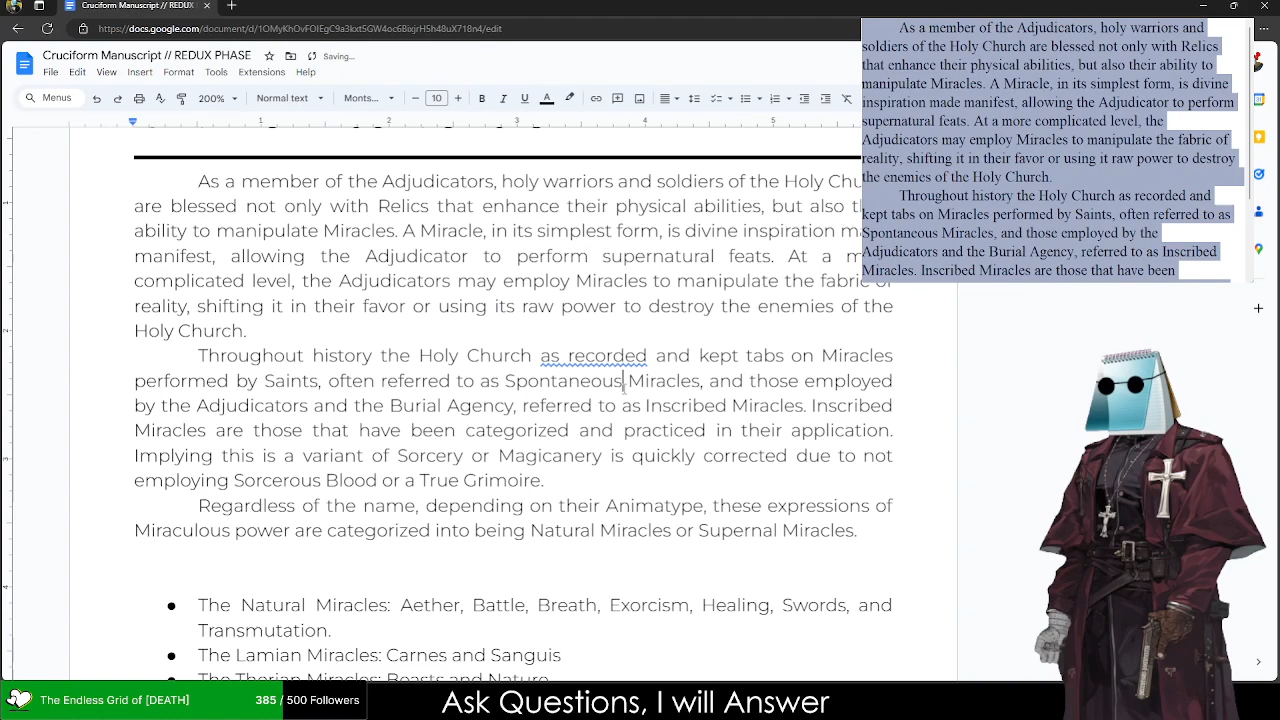 Cruciform Manuscript // REDUX
https://docs.google.com/document/d/1OMyKhOvFOlEgC9a3kxt5GW4oc6BixjrH5h48uX718n4/edit
Cruciform Manuscript // REDUX PHASE
Saving...
File Edit View Insert Format Tools Extensions Help
Menus
200%
Normal text
Monts...
10
B I U A
1 2 3 4 5
As a member of the Adjudicators, holy warriors and soldiers of the Holy Chu
are blessed not only with Relics that enhance their physical abilities, but also th
ability to manipulate Miracles. A Miracle, in its simplest form, is divine inspiration m
manifest, allowing the Adjudicator to perform supernatural feats. At a m
complicated level, the Adjudicators may employ Miracles to manipulate the fabric of
reality, shifting it in their favor or using its raw power to destroy the enemies of the
Holy Church.
Throughout history the Holy Church as recorded and kept tabs on Miracles
performed by Saints, often referred to as Spontaneous Miracles, and those employed
by the Adjudicators and the Burial Agency, referred to as Inscribed Miracles. Inscribed
Miracles are those that have been categorized and practiced in their application.
Implying this is a variant of Sorcery or Magicanery is quickly corrected due to not
employing Sorcerous Blood or a True Grimoire.
Regardless of the name, depending on their Animatype, these expressions of
Miraculous power are categorized into being Natural Miracles or Supernal Miracles.
● The Natural Miracles: Aether, Battle, Breath, Exorcism, Healing, Swords, and
Transmutation.
● The Lamian Miracles: Carnes and Sanguis
● The Therian Miracles: Beasts and Nature
As a member of the Adjudicators, holy warriors and
soldiers of the Holy Church are blessed not only with Relics
that enhance their physical abilities, but also their ability to
manipulate Miracles. A Miracle, in its simplest form, is divine
inspiration made manifest, allowing the Adjudicator to perform
supernatural feats. At a more complicated level, the
Adjudicators may employ Miracles to manipulate the fabric of
reality, shifting it in their favor or using it raw power to destroy
the enemies of the Holy Church.
Throughout history the Holy Church as recorded and
kept tabs on Miracles performed by Saints, often referred to as
Spontaneous Miracles, and those employed by the
Adjudicators and the Burial Agency, referred to as Inscribed
Miracles. Inscribed Miracles are those that have been
The Endless Grid of [DEATH]
385 / 500 Followers
Ask Questions, I will Answer